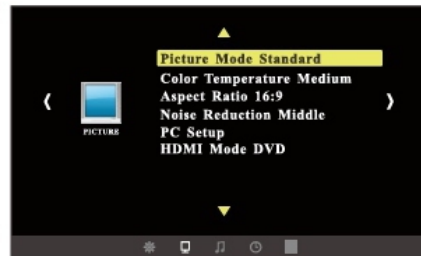 Picture Mode Standard
Color Temperature Medium
Aspect Ratio 16:9
Noise Reduction Middle
PICTURE
PC Setup
HDMI Mode DVD